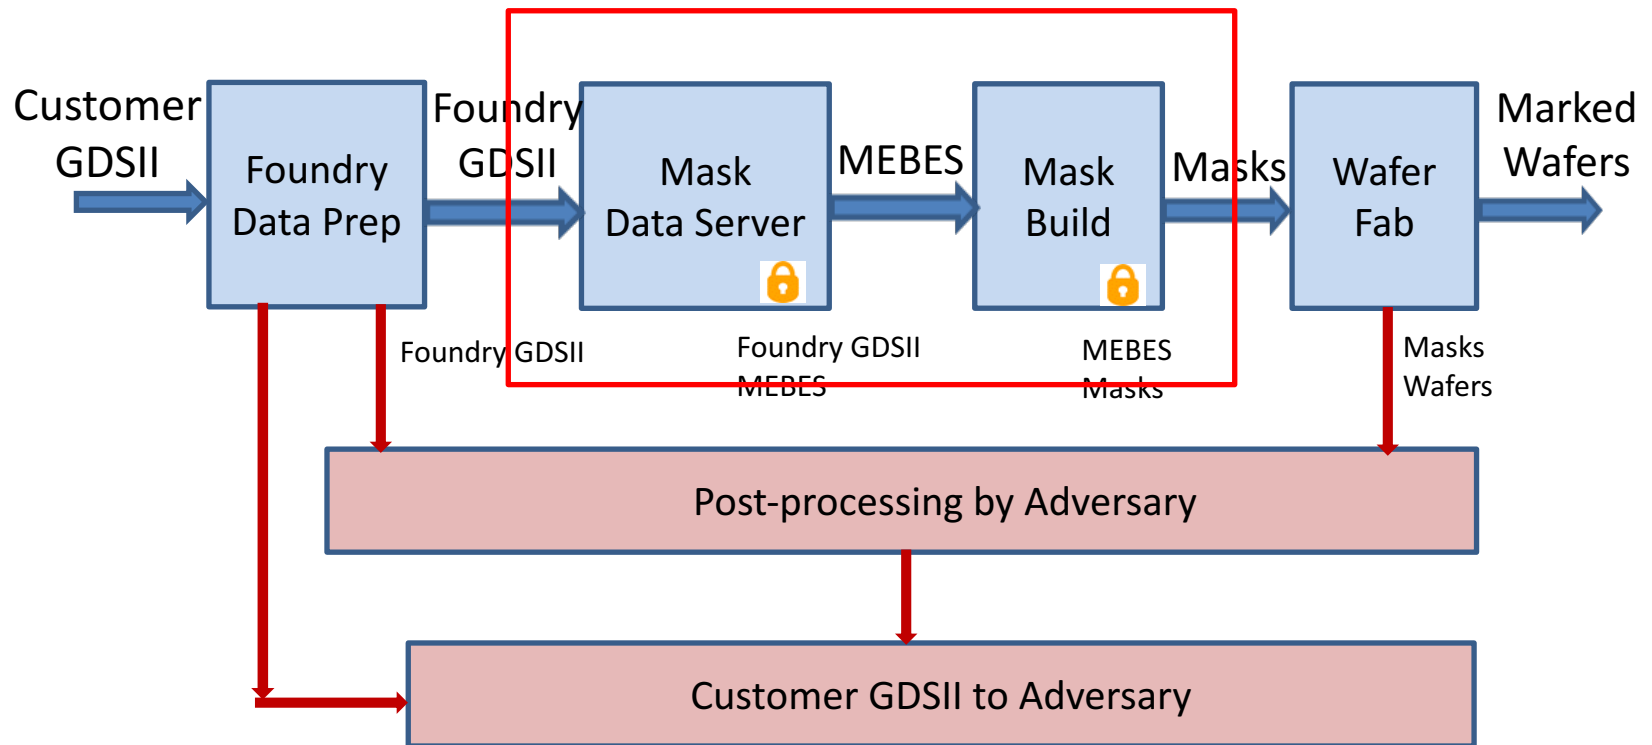 Customer
GDSII
Foundry
Data Prep
Foundry
GDSII
Mask
Data Server
MEBES
Mask
Build
Masks
Wafer
Fab
Marked
Wafers
Foundry GDSII
Foundry GDSII
MEBES
MEBES
Masks
Masks
Wafers
Post-processing by Adversary
Customer GDSII to Adversary